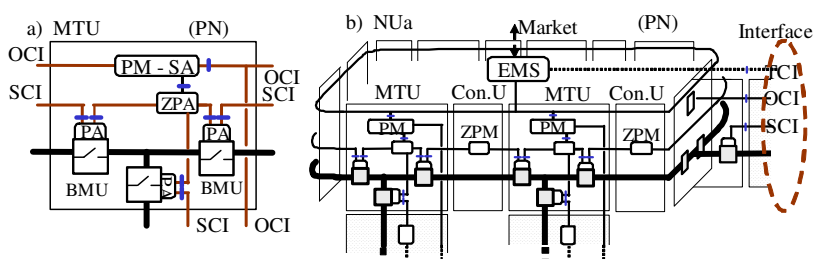 a) MTU (PN)
OCI PM - SA OCI
SCI ZPA SCI
PA PA
BMU PA BMU
SCI OCI
b) NUa Market (PN) Interface
EMS TCI
MTU Con.U MTU Con.U OCI
PM ZPM PM ZPM SCI